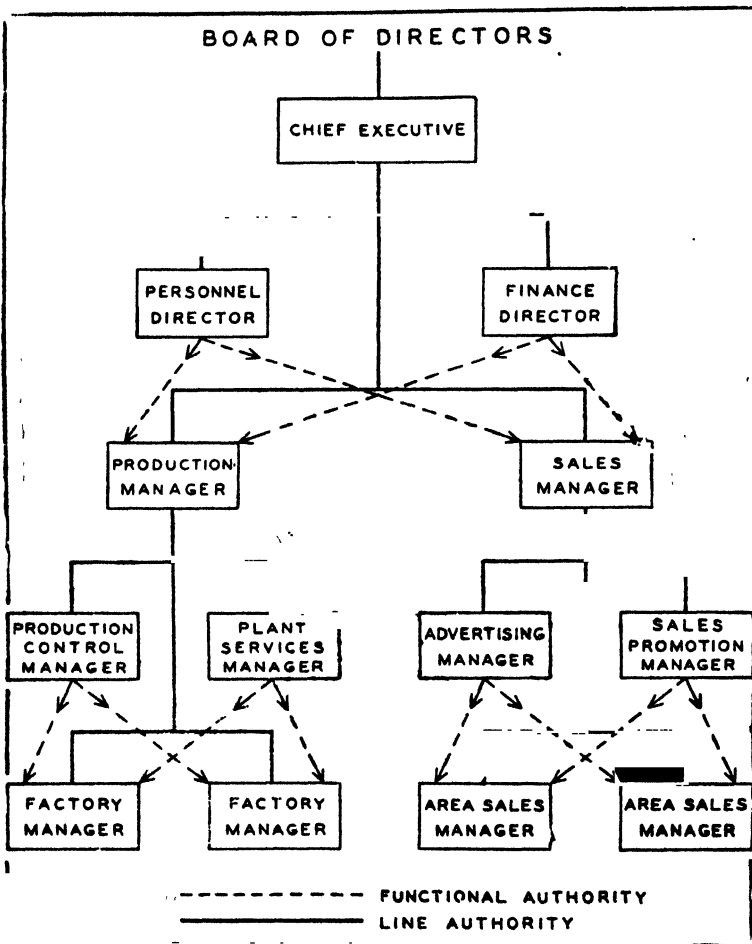 BOARD OF DIRECTORS
CHIEF EXECUTIVE
PERSONNEL
DIRECTOR
FINANCE
DIRECTOR
PRODUCTION
MANAGER
SALES
MANAGER
PRODUCTION
CONTROL
MANAGER
PLANT
SERVICES
MANAGER
ADVERTISING
MANAGER
SALES
PROMOTION
MANAGER
FACTORY
MANAGER
FACTORY
MANAGER
AREA SALES
MANAGER
AREA SALES
MANAGER
FUNCTIONAL AUTHORITY
LINE AUTHORITY